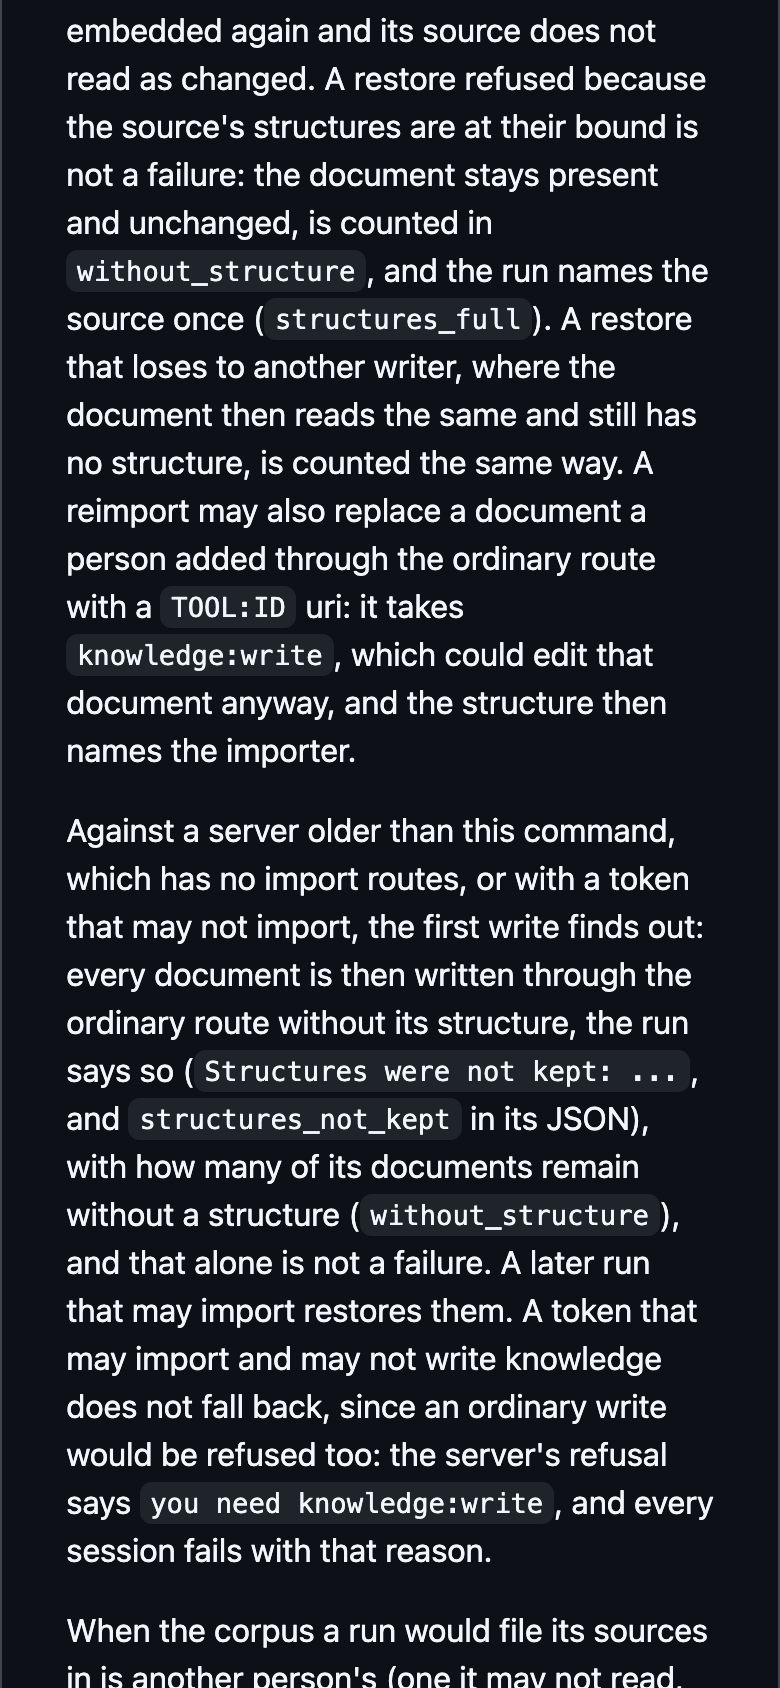 embedded again and its source does not
read as changed. A restore refused because
the source's structures are at their bound is
not a failure: the document stays present
and unchanged, is counted in
without_structure, and the run names the
source once (structures_full). A restore
that loses to another writer, where the
document then reads the same and still has
no structure, is counted the same way. A
reimport may also replace a document a
person added through the ordinary route
with a TOOL:ID uri: it takes
knowledge:write, which could edit that
document anyway, and the structure then
names the importer.
Against a server older than this command,
which has no import routes, or with a token
that may not import, the first write finds out:
every document is then written through the
ordinary route without its structure, the run
says so (Structures were not kept: ...,
and structures_not_kept in its JSON),
with how many of its documents remain
without a structure (without_structure),
and that alone is not a failure. A later run
that may import restores them. A token that
may import and may not write knowledge
does not fall back, since an ordinary write
would be refused too: the server's refusal
says you need knowledge:write, and every
session fails with that reason.
When the corpus a run would file its sources
in is another person's (one it may not read,